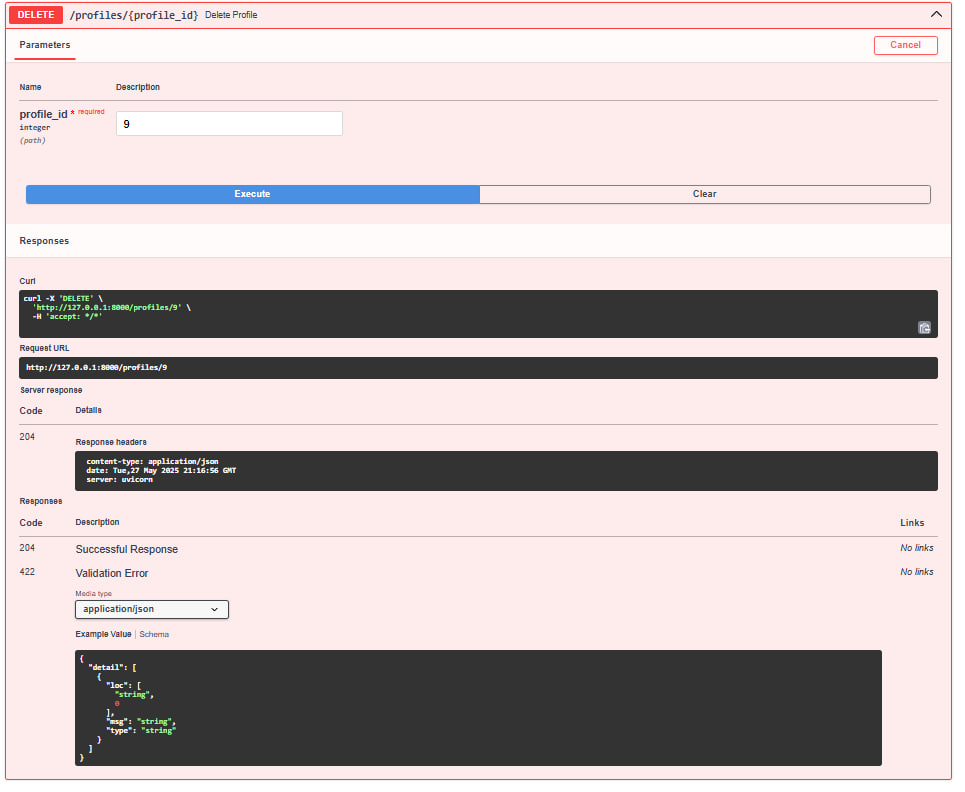 DELETE /profiles/{profile_id} Delete Profile
Parameters
Cancel
Name Description
profile_id * required
integer
(path)
9
Execute Clear
Responses
Curl
curl -X 'DELETE' \
  'http://127.0.0.1:8000/profiles/9' \
  -H 'accept: */*'
Request URL
http://127.0.0.1:8000/profiles/9
Server response
Code Details
204
Response headers
content-type: application/json
date: Tue,27 May 2025 21:16:56 GMT
server: uvicorn
Responses
Code Description Links
204 Successful Response No links
422 Validation Error No links
Media type
application/json
Example Value | Schema
{
  "detail": [
    {
      "loc": [
        "string",
        0
      ],
      "msg": "string",
      "type": "string"
    }
  ]
}